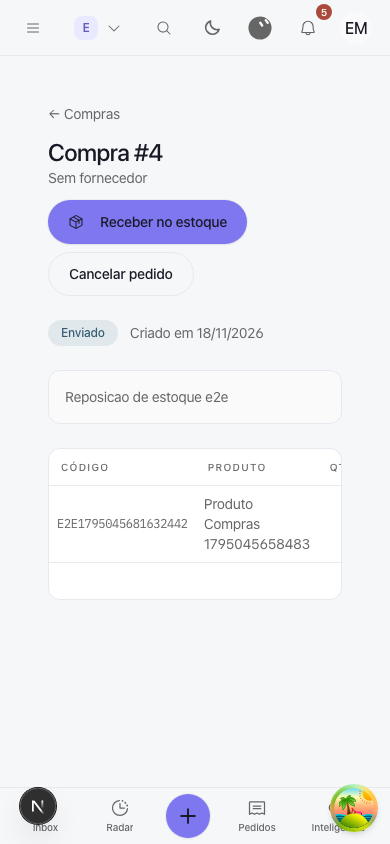 E
5
EM
← Compras
Compra #4
Sem fornecedor
Receber no estoque
Cancelar pedido
Enviado
Criado em 18/11/2026
Reposicao de estoque e2e
CÓDIGO PRODUTO
E2E1795045681632442
Produto
Compras
1795045658483
N
Inbox
Radar
Pedidos